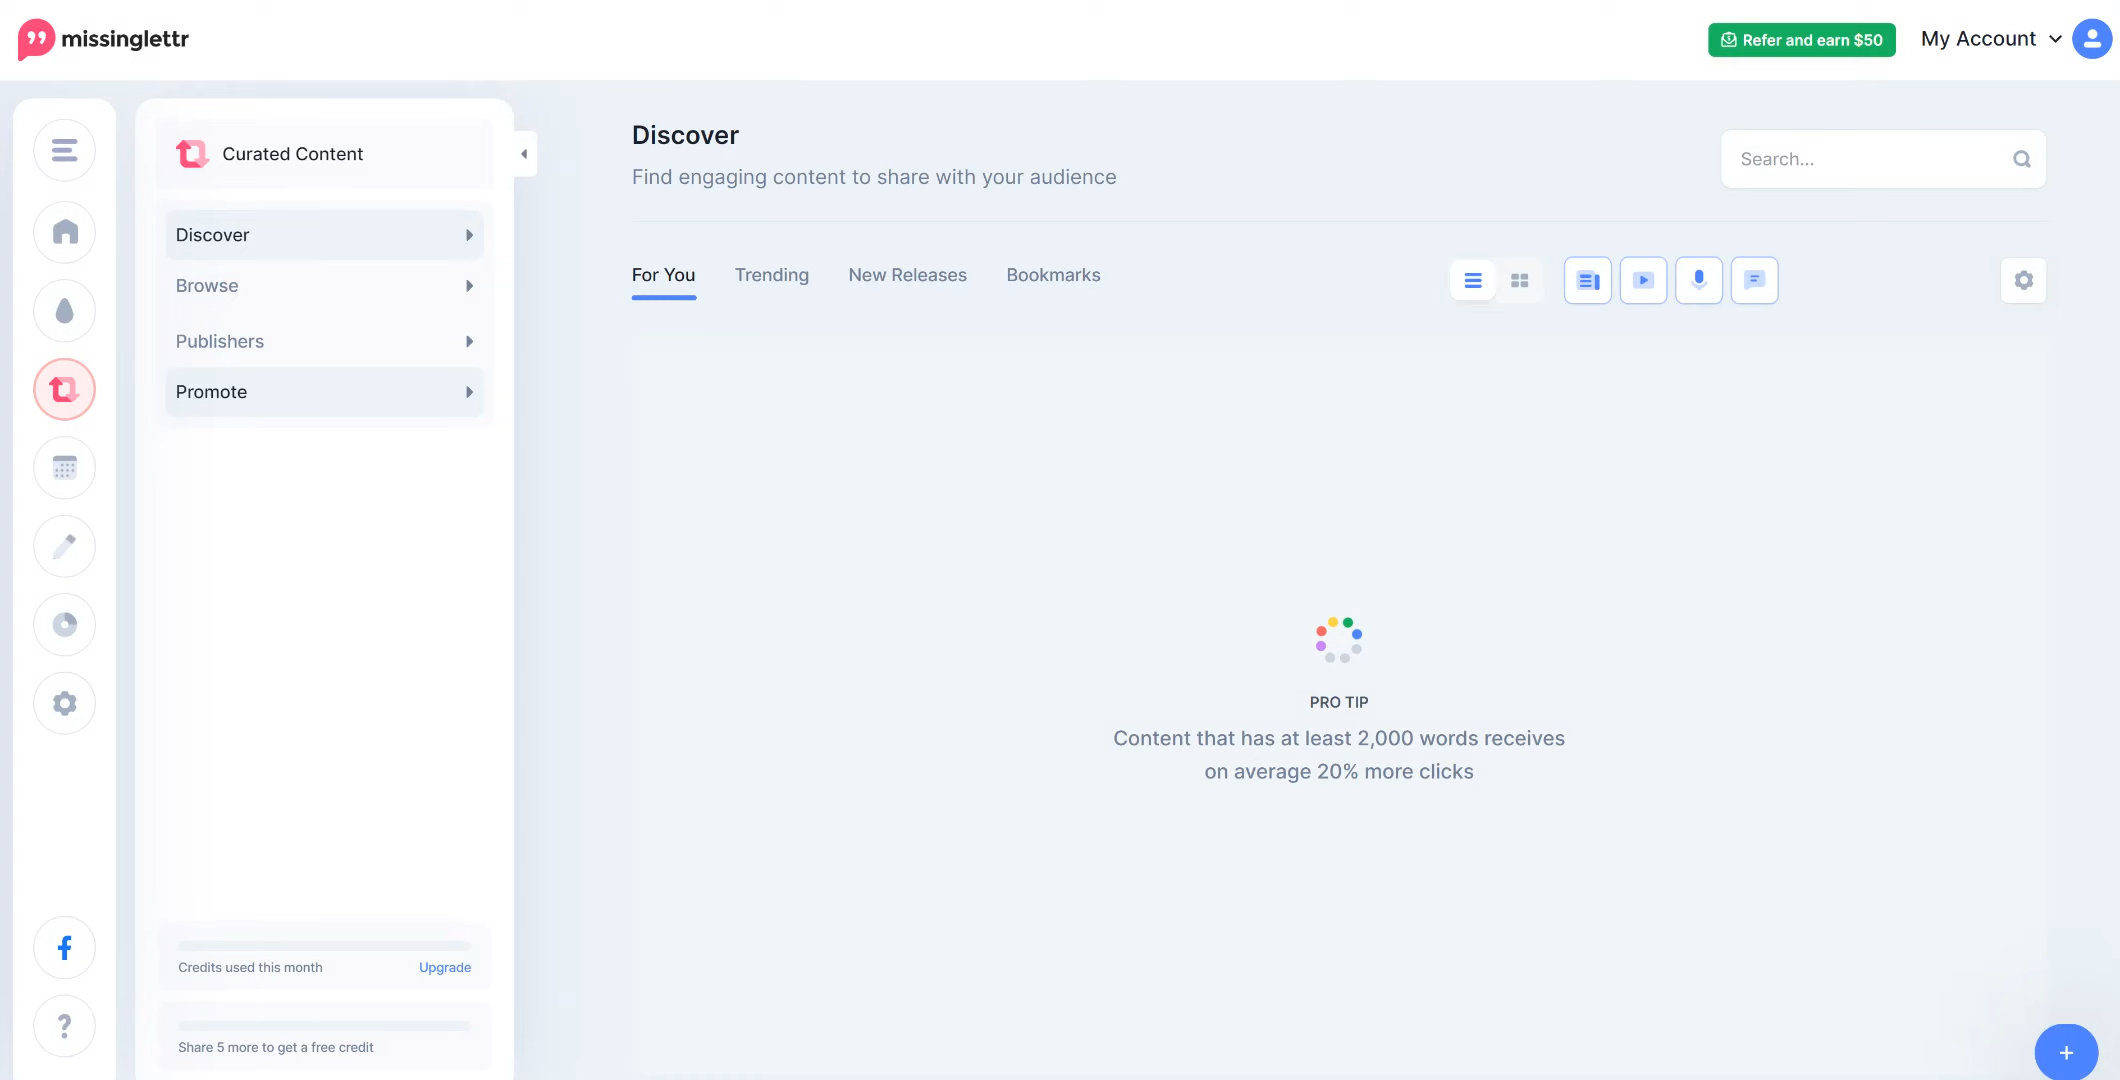 missinglettr
Refer and earn $50
My Account
Curated Content
Discover
Browse
Publishers
Promote
Credits used this month
Upgrade
Share 5 more to get a free credit
Discover
Find engaging content to share with your audience
Search...
For You
Trending
New Releases
Bookmarks
PRO TIP
Content that has at least 2,000 words receives
on average 20% more clicks